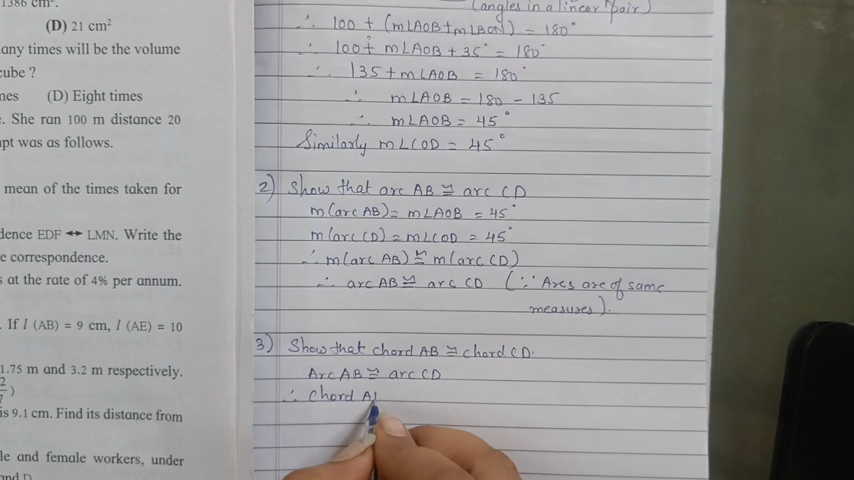 1386 cm².
(D) 21 cm²
any times will be the volume
cube ?
mes (D) Eight times
e. She ran 100 m distance 20
npt was as follows.
mean of the times taken for
dence EDF ↔ LMN. Write the
e correspondence.
s at the rate of 4% per annum.
. If l (AB) = 9 cm, l (AE) = 10
1.75 m and 3.2 m respectively.
is 9.1 cm. Find its distance from
le and female workers, under
and D
(angles in a linear pair)
∴ 100 + (m∠AOB + m∠BON) = 180°
∴ 100 + m∠AOB + 35° = 180°
∴ 135 + m∠AOB = 180°
∴ m∠AOB = 180 - 135
∴ m∠AOB = 45°
Similarly m∠COD = 45°
2) Show that arc AB ≅ arc CD
m(arc AB) = m∠AOB = 45°
m(arc CD) = m∠COD = 45°
∴ m(arc AB) ≅ m(arc CD)
∴ arc AB ≅ arc CD (∵ Arcs are of same
measures).
3) Show that chord AB ≅ chord CD.
Arc AB ≅ arc CD
∴ Chord A